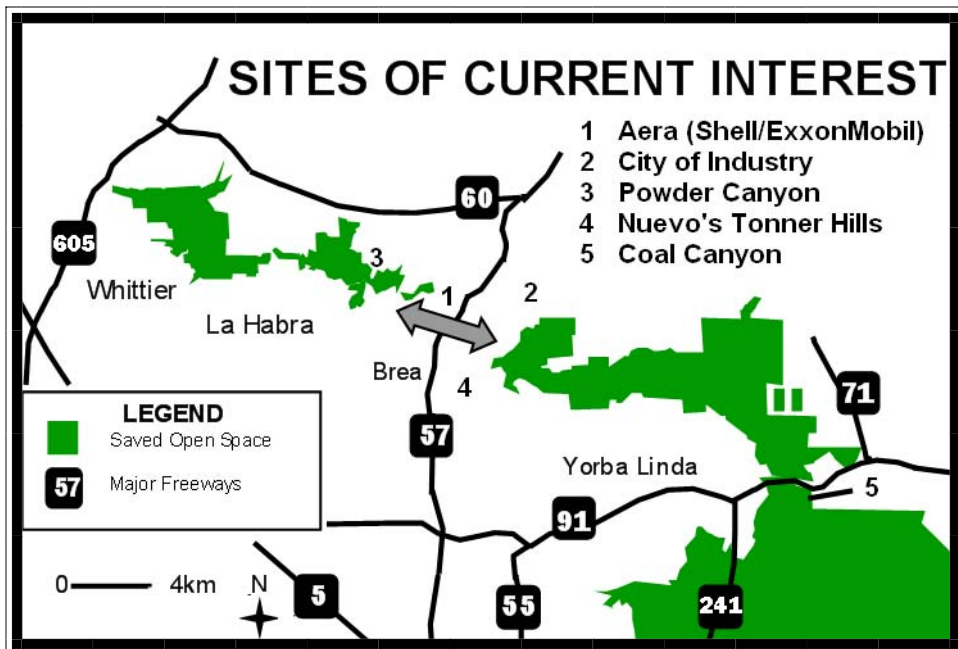 SITES OF CURRENT INTEREST
1 Aera (Shell/ExxonMobil)
2 City of Industry
3 Powder Canyon
4 Nuevo's Tonner Hills
5 Coal Canyon
60
605
3
Whittier
1
2
La Habra
Brea
4
71
LEGEND
Saved Open Space
57 Major Freeways
57
Yorba Linda
5
91
0 4km
N
5
55
241